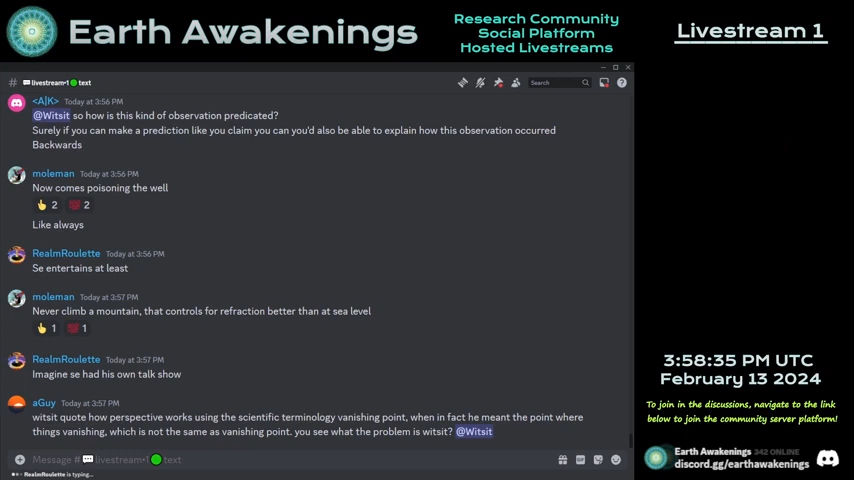 Earth Awakenings
Research Community
Social Platform
Hosted Livestreams
Livestream 1
# livestream•1 text
Search
<A|K> Today at 3:56 PM
@Witsit so how is this kind of observation predicated?
Surely if you can make a prediction like you claim you can you'd also be able to explain how this observation occurred
Backwards
moleman Today at 3:56 PM
Now comes poisoning the well
2 2
Like always
RealmRoulette Today at 3:56 PM
Se entertains at least
moleman Today at 3:57 PM
Never climb a mountain, that controls for refraction better than at sea level
1 1
RealmRoulette Today at 3:57 PM
Imagine se had his own talk show
aGuy Today at 3:57 PM
witsit quote how perspective works using the scientific terminology vanishing point, when in fact he meant the point where
things vanishing, which is not the same as vanishing point. you see what the problem is witsit? @Witsit
Message # livestream•1 text
GIF
RealmRoulette is typing...
3:58:35 PM UTC
February 13 2024
To join in the discussions, navigate to the link
below to join the community server platform!
Earth Awakenings 342 ONLINE
discord.gg/earthawakenings